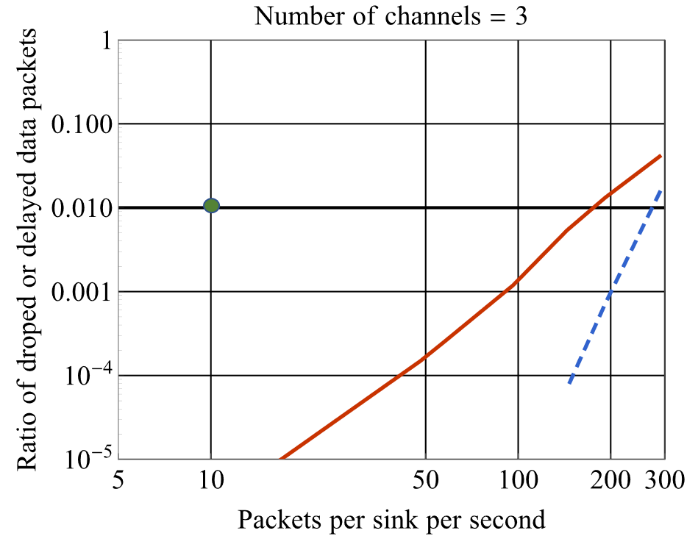 Number of channels = 3
Ratio of droped or delayed data packets
1
0.100
0.010
0.001
10⁻⁴
10⁻⁵
5 10 50 100 200 300
Packets per sink per second